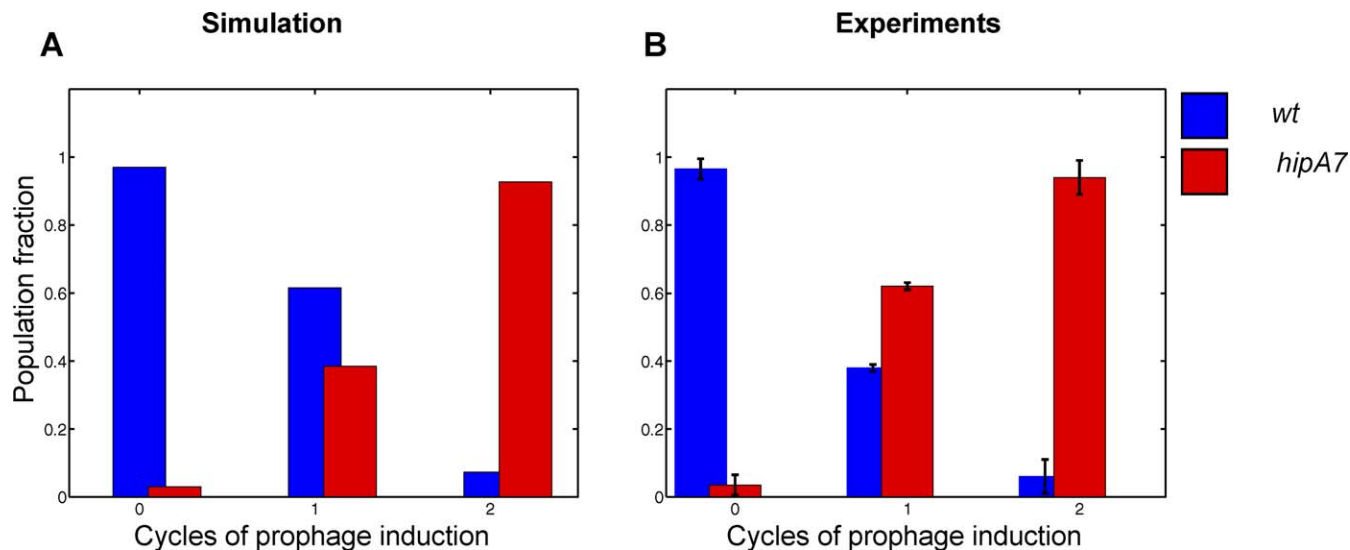 Simulation
A
Population fraction
1
0.8
0.6
0.4
0.2
0
0 1 2
Cycles of prophage induction
Experiments
B
1
0.8
0.6
0.4
0.2
0
0 1 2
Cycles of prophage induction
wt
hipA7